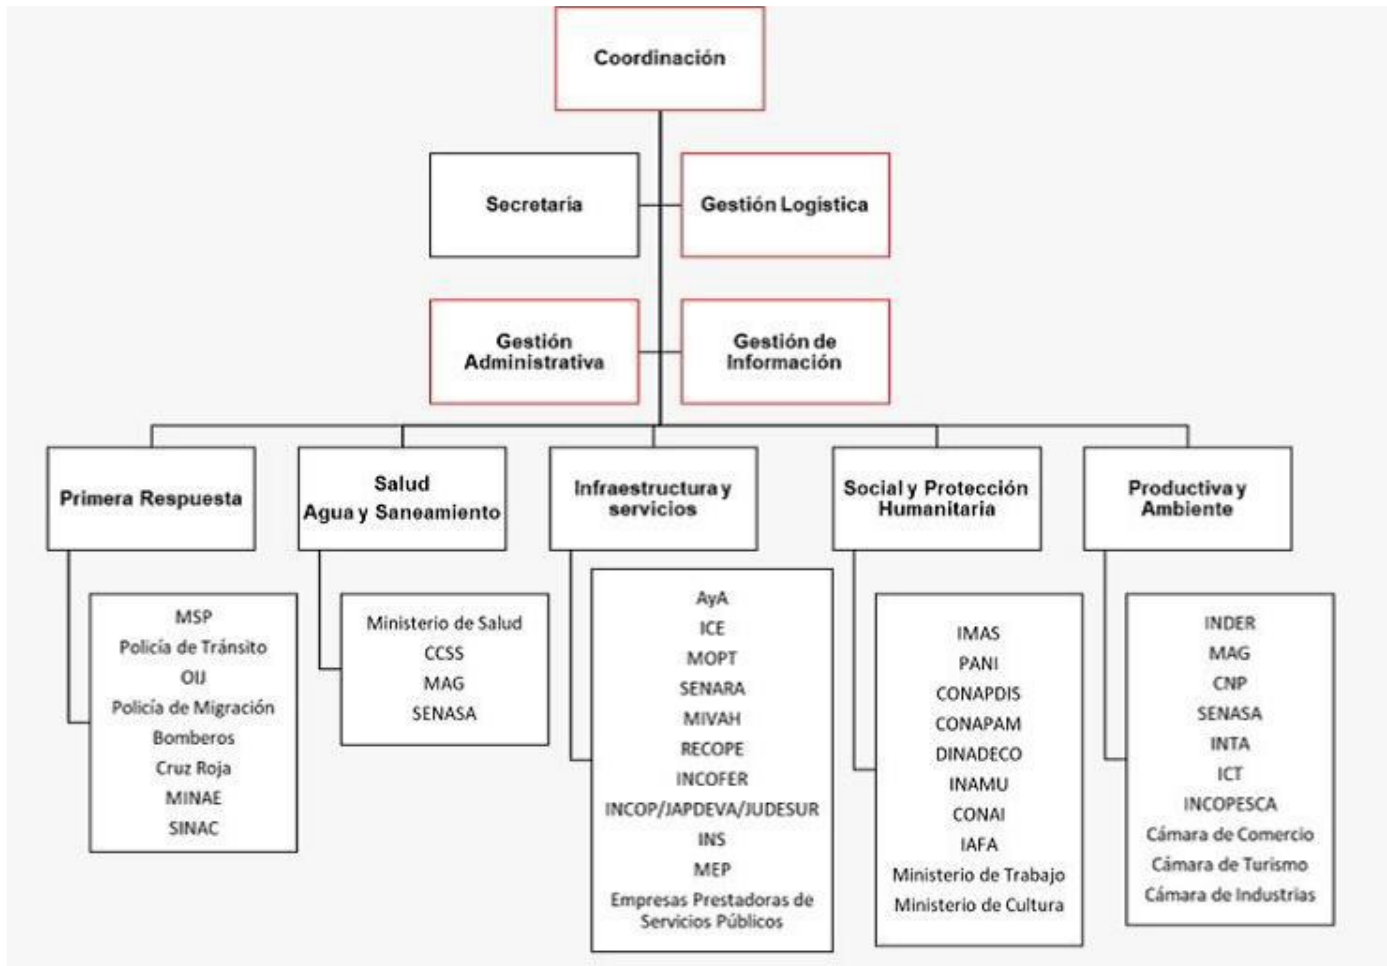 Coordinación
Secretaría
Gestión Logística
Gestión
Administrativa
Gestión de
Información
Primera Respuesta
Salud
Agua y Saneamiento
Infraestructura y
servicios
Social y Protección
Humanitaria
Productiva y
Ambiente
MSP
Policía de Tránsito
OIJ
Policía de Migración
Bomberos
Cruz Roja
MINAE
SINAC
Ministerio de Salud
CCSS
MAG
SENASA
AyA
ICE
MOPT
SENARA
MIVAH
RECOPE
INCOFER
INCOP/JAPDEVA/JUDESUR
INS
MEP
Empresas Prestadoras de
Servicios Públicos
IMAS
PANI
CONAPDIS
CONAPAM
DINADECO
INAMU
CONAI
IAFA
Ministerio de Trabajo
Ministerio de Cultura
INDER
MAG
CNP
SENASA
INTA
ICT
INCOPESCA
Cámara de Comercio
Cámara de Turismo
Cámara de Industrias